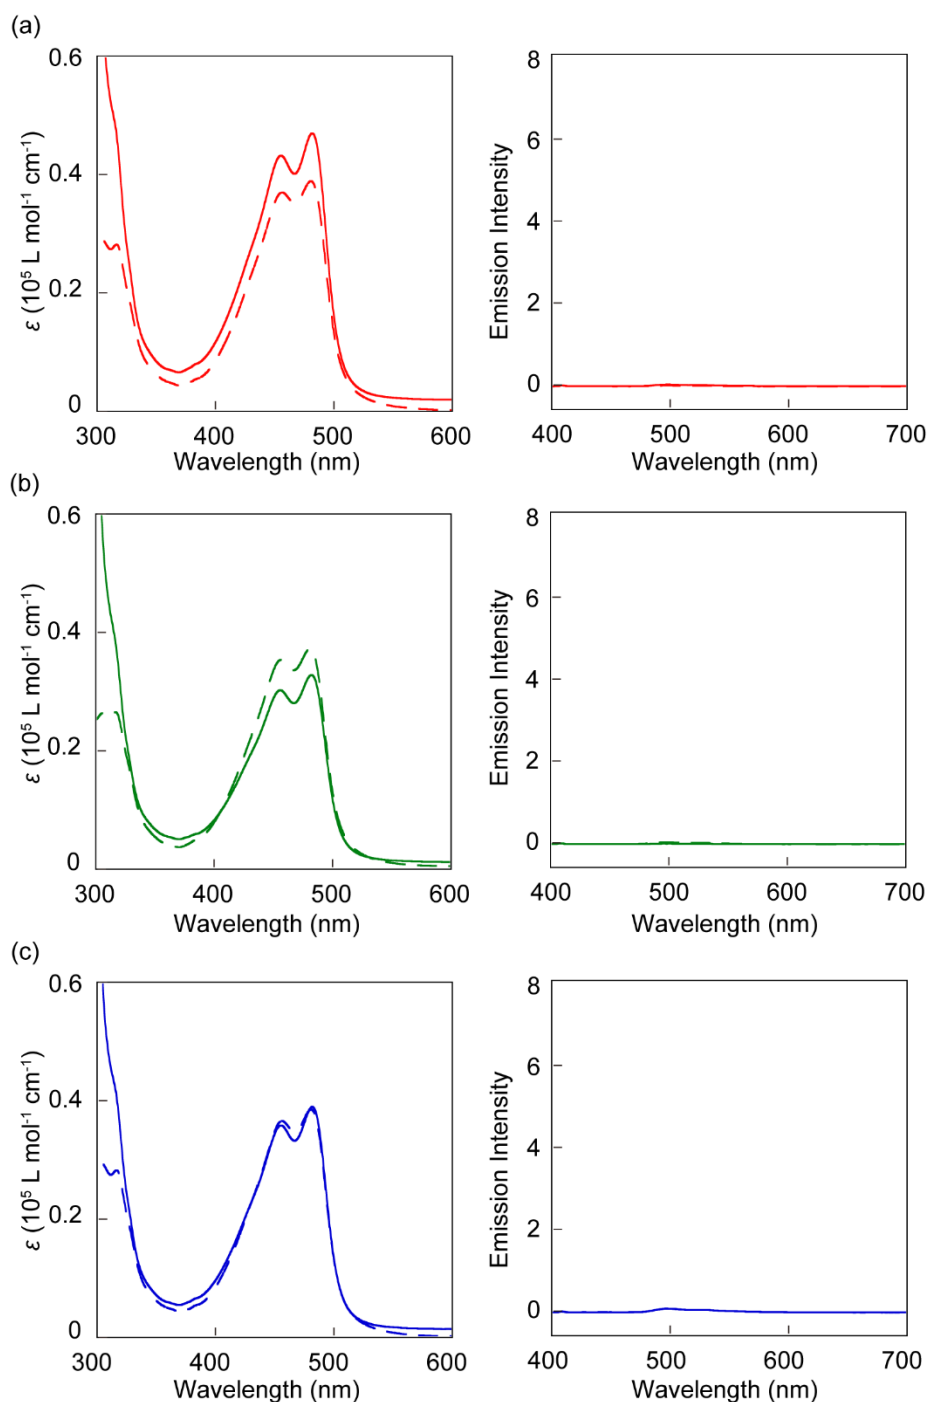 (a)
0.6
0.4
0.2
0
ε (10⁵ L mol⁻¹ cm⁻¹)
300 400 500 600
Wavelength (nm)
8
6
4
2
0
Emission Intensity
400 500 600 700
Wavelength (nm)
(b)
0.6
0.4
0.2
0
ε (10⁵ L mol⁻¹ cm⁻¹)
300 400 500 600
Wavelength (nm)
8
6
4
2
0
Emission Intensity
400 500 600 700
Wavelength (nm)
(c)
0.6
0.4
0.2
0
ε (10⁵ L mol⁻¹ cm⁻¹)
300 400 500 600
Wavelength (nm)
8
6
4
2
0
Emission Intensity
400 500 600 700
Wavelength (nm)